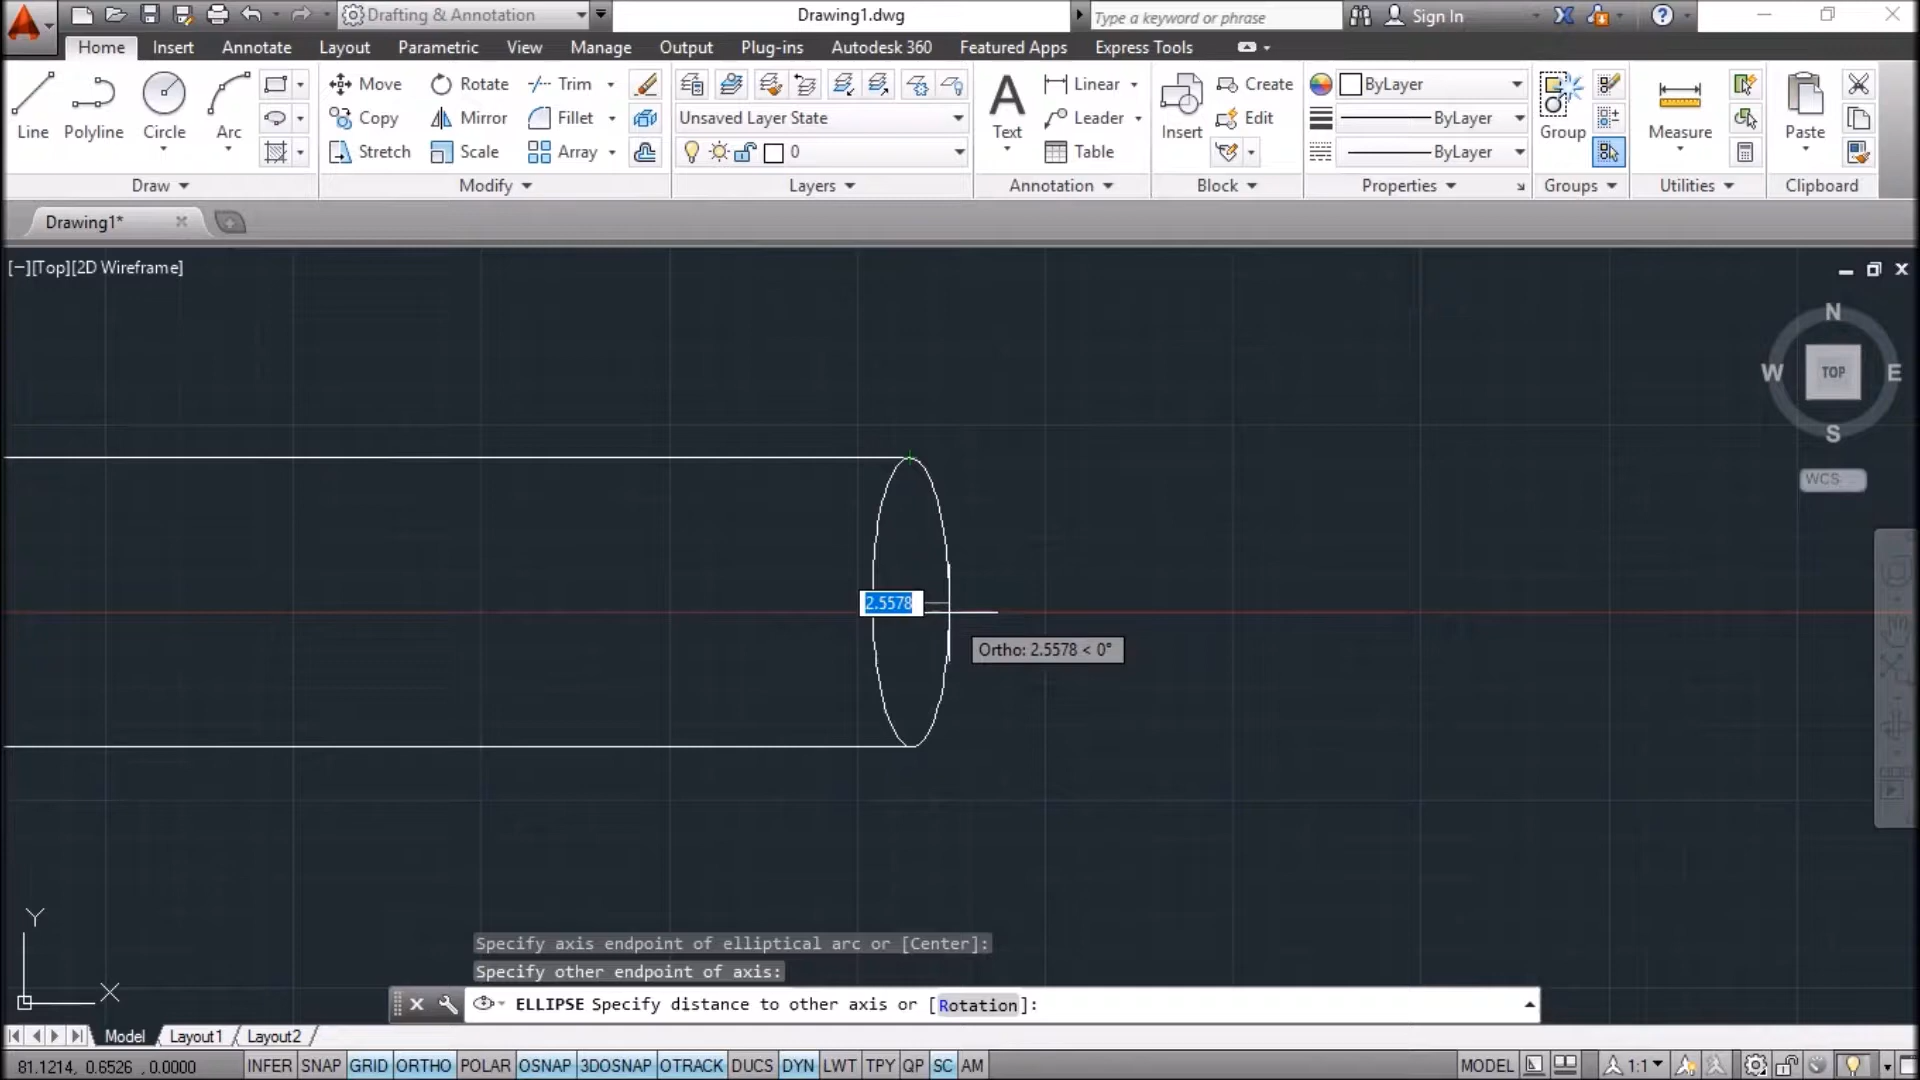 Drafting & Annotation Drawing1.dwg Type a keyword or phrase Sign In
Home Insert Annotate Layout Parametric View Manage Output Plug-ins Autodesk 360 Featured Apps Express Tools
Move Rotate Trim Linear Create ByLayer
Line Polyline Circle Arc Copy Mirror Fillet Unsaved Layer State Text Leader Insert Edit ByLayer Group Measure Paste
Stretch Scale Array 0 Table ByLayer
Draw Modify Layers Annotation Block Properties Groups Utilities Clipboard
Drawing1*
[−][Top][2D Wireframe]
N
W TOP E
S
WCS
2.5578
Ortho: 2.5578 < 0°
Y
X
Specify axis endpoint of elliptical arc or [Center]:
Specify other endpoint of axis:
ELLIPSE Specify distance to other axis or [Rotation]:
Model Layout1 Layout2
81.1214, 0.6526 , 0.0000 INFER SNAP GRID ORTHO POLAR OSNAP 3DOSNAP OTRACK DUCS DYN LWT TPY QP SC AM MODEL 1:1